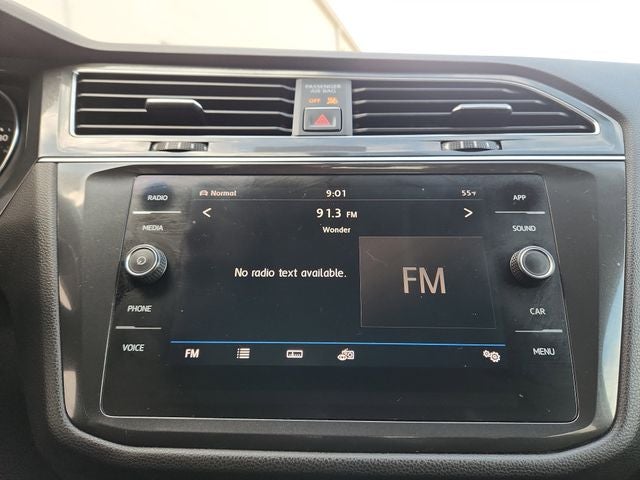 PASSENGER
AIR BAG
OFF
RADIO
Normal
9:01
55°F
APP
91.3 FM
MEDIA
Wonder
SOUND
No radio text available.
FM
PHONE
CAR
VOICE
FM
MENU